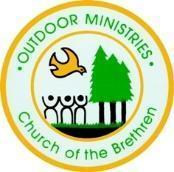 • OUTDOOR MINISTRIES •
Church of the Brethren